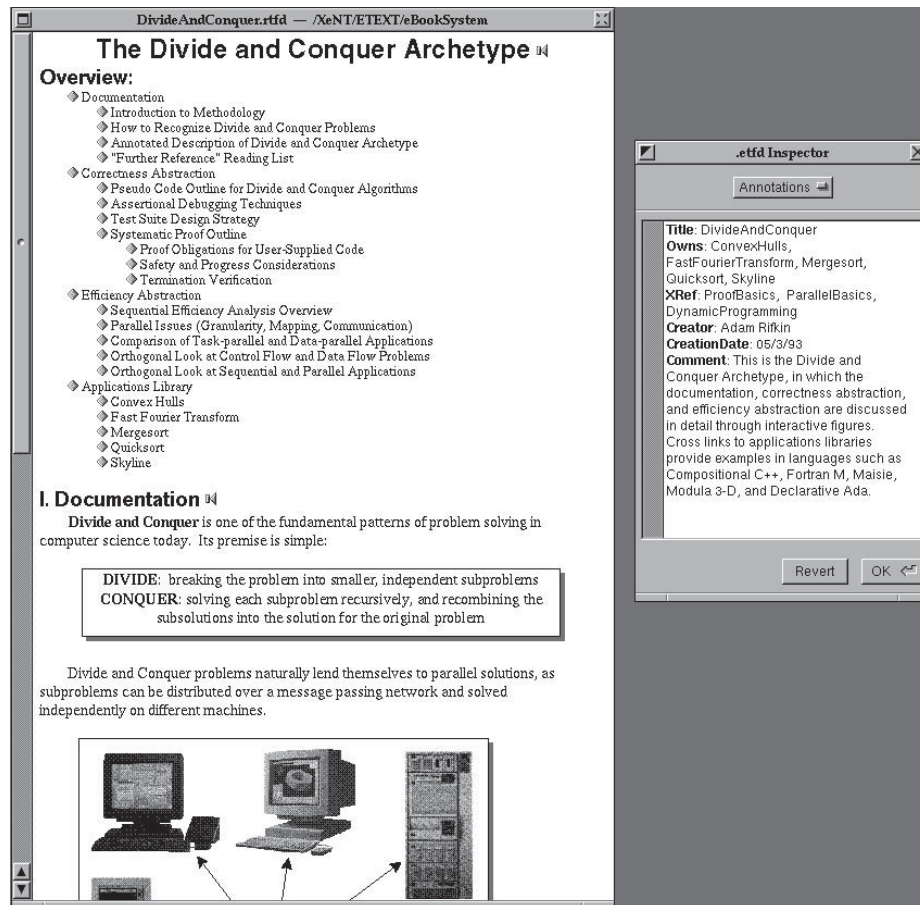 DivideAndConquer.rtfd — /XeNT/ETEXT/eBookSystem
The Divide and Conquer Archetype
Overview:
Documentation
Introduction to Methodology
How to Recognize Divide and Conquer Problems
Annotated Description of Divide and Conquer Archetype
"Further Reference" Reading List
Correctness Abstraction
Pseudo Code Outline for Divide and Conquer Algorithms
Assertional Debugging Techniques
Test Suite Design Strategy
Systematic Proof Outline
Proof Obligations for User-Supplied Code
Safety and Progress Considerations
Termination Verification
Efficiency Abstraction
Sequential Efficiency Analysis Overview
Parallel Issues (Granularity, Mapping, Communication)
Comparison of Task-parallel and Data-parallel Applications
Orthogonal Look at Control Flow and Data Flow Problems
Orthogonal Look at Sequential and Parallel Applications
Applications Library
Convex Hulls
Fast Fourier Transform
Mergesort
Quicksort
Skyline
I. Documentation
Divide and Conquer is one of the fundamental patterns of problem solving in
computer science today. Its premise is simple:
DIVIDE: breaking the problem into smaller, independent subproblems
CONQUER: solving each subproblem recursively, and recombining the
subsolutions into the solution for the original problem
Divide and Conquer problems naturally lend themselves to parallel solutions, as
subproblems can be distributed over a message passing network and solved
independently on different machines.
.etfd Inspector
Annotations
Title: DivideAndConquer
Owns: ConvexHulls,
FastFourierTransform, Mergesort,
Quicksort, Skyline
XRef: ProofBasics, ParallelBasics,
DynamicProgramming
Creator: Adam Rifkin
CreationDate: 05/3/93
Comment: This is the Divide and
Conquer Archetype, in which the
documentation, correctness abstraction,
and efficiency abstraction are discussed
in detail through interactive figures.
Cross links to applications libraries
provide examples in languages such as
Compositional C++, Fortran M, Maisie,
Modula 3-D, and Declarative Ada.
Revert
OK